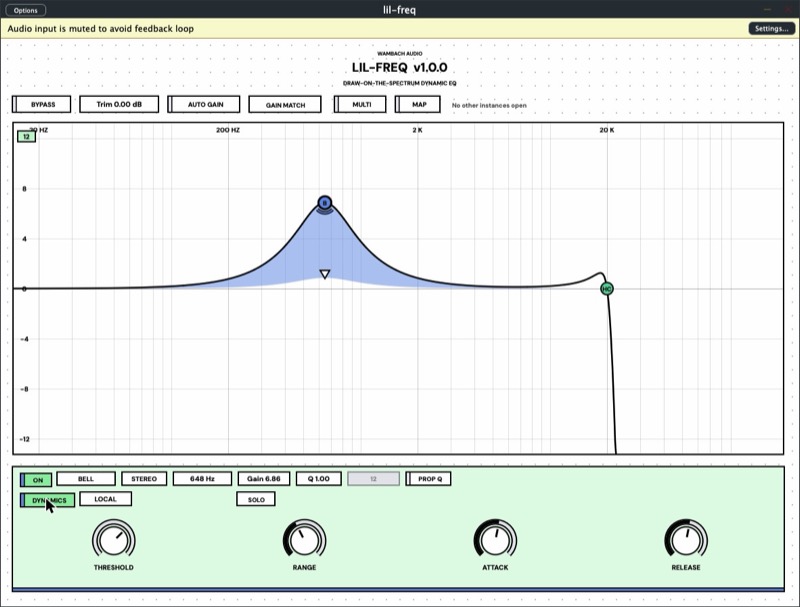 Options
lil-freq
Audio input is muted to avoid feedback loop
Settings...
WAMBACH AUDIO
LIL-FREQ v1.0.0
DRAW-ON-THE-SPECTRUM DYNAMIC EQ
BYPASS
Trim 0.00 dB
AUTO GAIN
GAIN MATCH
MULTI
MAP
No other instances open
20 HZ
200 HZ
2 K
20 K
12
8
4
0
-4
-8
-12
B
HC
ON
BELL
STEREO
648 Hz
Gain 6.86
Q 1.00
12
PROP Q
DYNAMICS
LOCAL
SOLO
THRESHOLD
RANGE
ATTACK
RELEASE